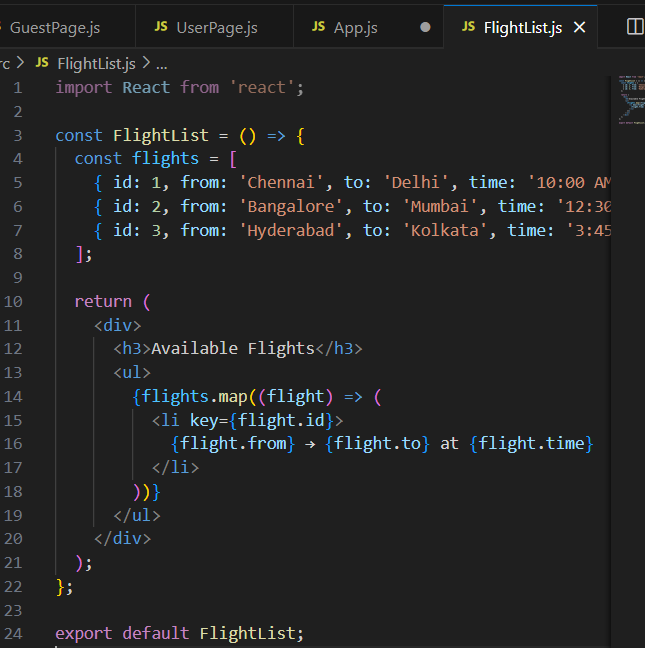 GuestPage.js JS UserPage.js JS App.js JS FlightList.js
rc > JS FlightList.js > ...
1 import React from 'react';
2
3 const FlightList = () => {
4 const flights = [
5 { id: 1, from: 'Chennai', to: 'Delhi', time: '10:00 AM
6 { id: 2, from: 'Bangalore', to: 'Mumbai', time: '12:30
7 { id: 3, from: 'Hyderabad', to: 'Kolkata', time: '3:45
8 ];
9
10 return (
11 <div>
12 <h3>Available Flights</h3>
13 <ul>
14 {flights.map((flight) => (
15 <li key={flight.id}>
16 {flight.from} → {flight.to} at {flight.time}
17 </li>
18 ))}
19 </ul>
20 </div>
21 );
22 };
23
24 export default FlightList;